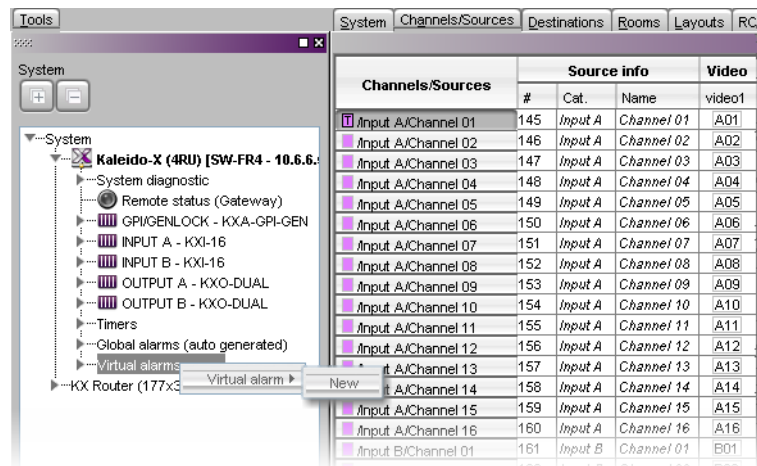 Tools
System Channels/Sources Destinations Rooms Layouts RC
System
Channels/Sources Source info Video
# Cat. Name video1
System
Kaleido-X (4RU) [SW-FR4 - 10.6.6.
System diagnostic
Remote status (Gateway)
GPI/GENLOCK - KXA-GPI-GEN
INPUT A - KXI-16
INPUT B - KXI-16
OUTPUT A - KXO-DUAL
OUTPUT B - KXO-DUAL
Timers
Global alarms (auto generated)
Virtual alarms
KX Router (177x3
Virtual alarm
New
T /Input A/Channel 01 145 Input A Channel 01 A01
/Input A/Channel 02 146 Input A Channel 02 A02
/Input A/Channel 03 147 Input A Channel 03 A03
/Input A/Channel 04 148 Input A Channel 04 A04
/Input A/Channel 05 149 Input A Channel 05 A05
/Input A/Channel 06 150 Input A Channel 06 A06
/Input A/Channel 07 151 Input A Channel 07 A07
/Input A/Channel 08 152 Input A Channel 08 A08
/Input A/Channel 09 153 Input A Channel 09 A09
/Input A/Channel 10 154 Input A Channel 10 A10
/Input A/Channel 11 155 Input A Channel 11 A11
/Input A/Channel 12 156 Input A Channel 12 A12
A/Channel 13 157 Input A Channel 13 A13
A/Channel 14 158 Input A Channel 14 A14
/Input A/Channel 15 159 Input A Channel 15 A15
/Input A/Channel 16 160 Input A Channel 16 A16
/Input B/Channel 01 161 Input B Channel 01 B01